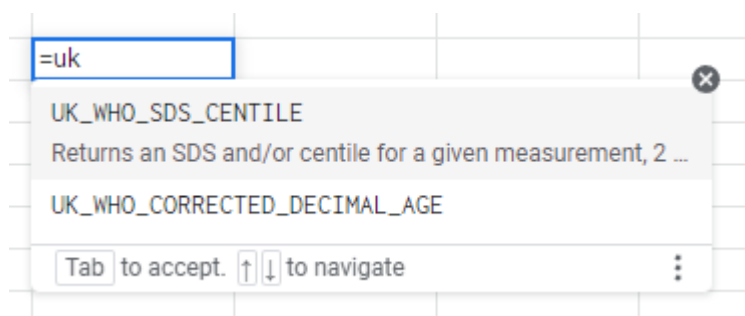 =uk
UK_WHO_SDS_CENTILE
Returns an SDS and/or centile for a given measurement, 2 ...
UK_WHO_CORRECTED_DECIMAL_AGE
Tab to accept. ↑ ↓ to navigate